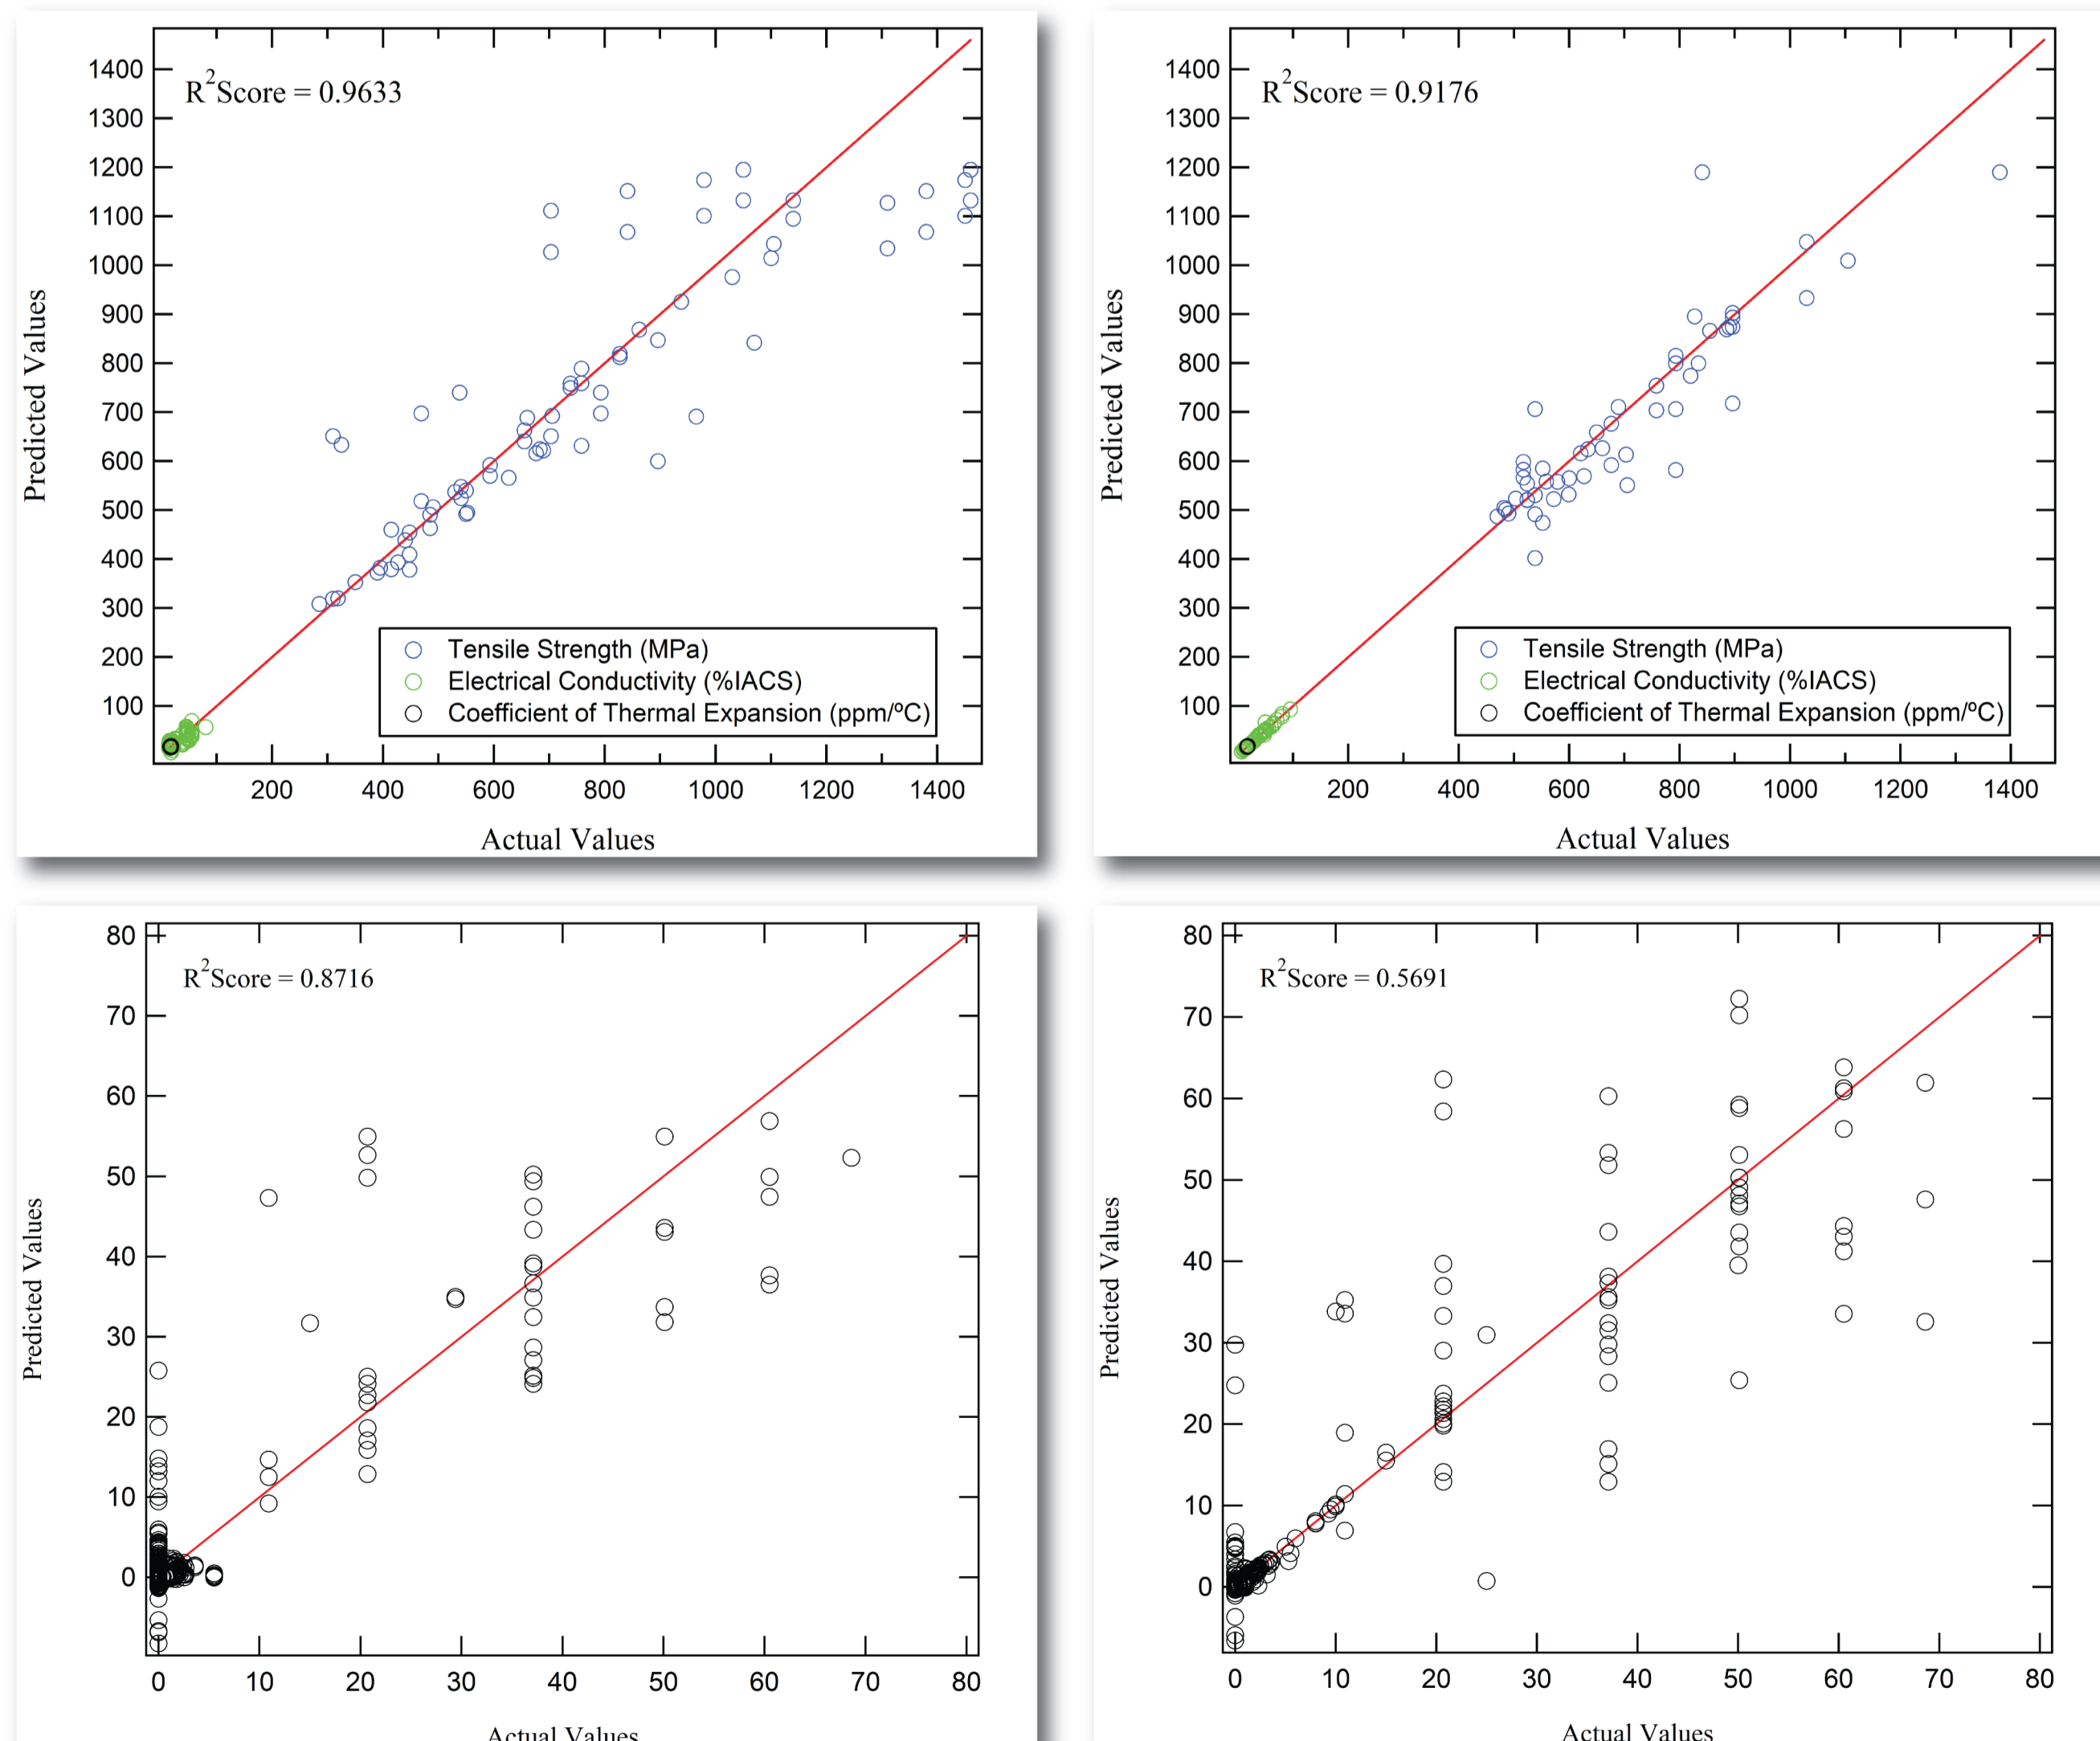 R²Score = 0.9633
Predicted Values
1400
1300
1200
1100
1000
900
800
700
600
500
400
300
200
100
Tensile Strength (MPa)
Electrical Conductivity (%IACS)
Coefficient of Thermal Expansion (ppm/ºC)
200 400 600 800 1000 1200 1400
Actual Values
R²Score = 0.9176
Predicted Values
1400
1300
1200
1100
1000
900
800
700
600
500
400
300
200
100
Tensile Strength (MPa)
Electrical Conductivity (%IACS)
Coefficient of Thermal Expansion (ppm/ºC)
200 400 600 800 1000 1200 1400
Actual Values
R²Score = 0.8716
Predicted Values
80
70
60
50
40
30
20
10
0
0 10 20 30 40 50 60 70 80
Actual Values
R²Score = 0.5691
Predicted Values
80
70
60
50
40
30
20
10
0
0 10 20 30 40 50 60 70 80
Actual Values